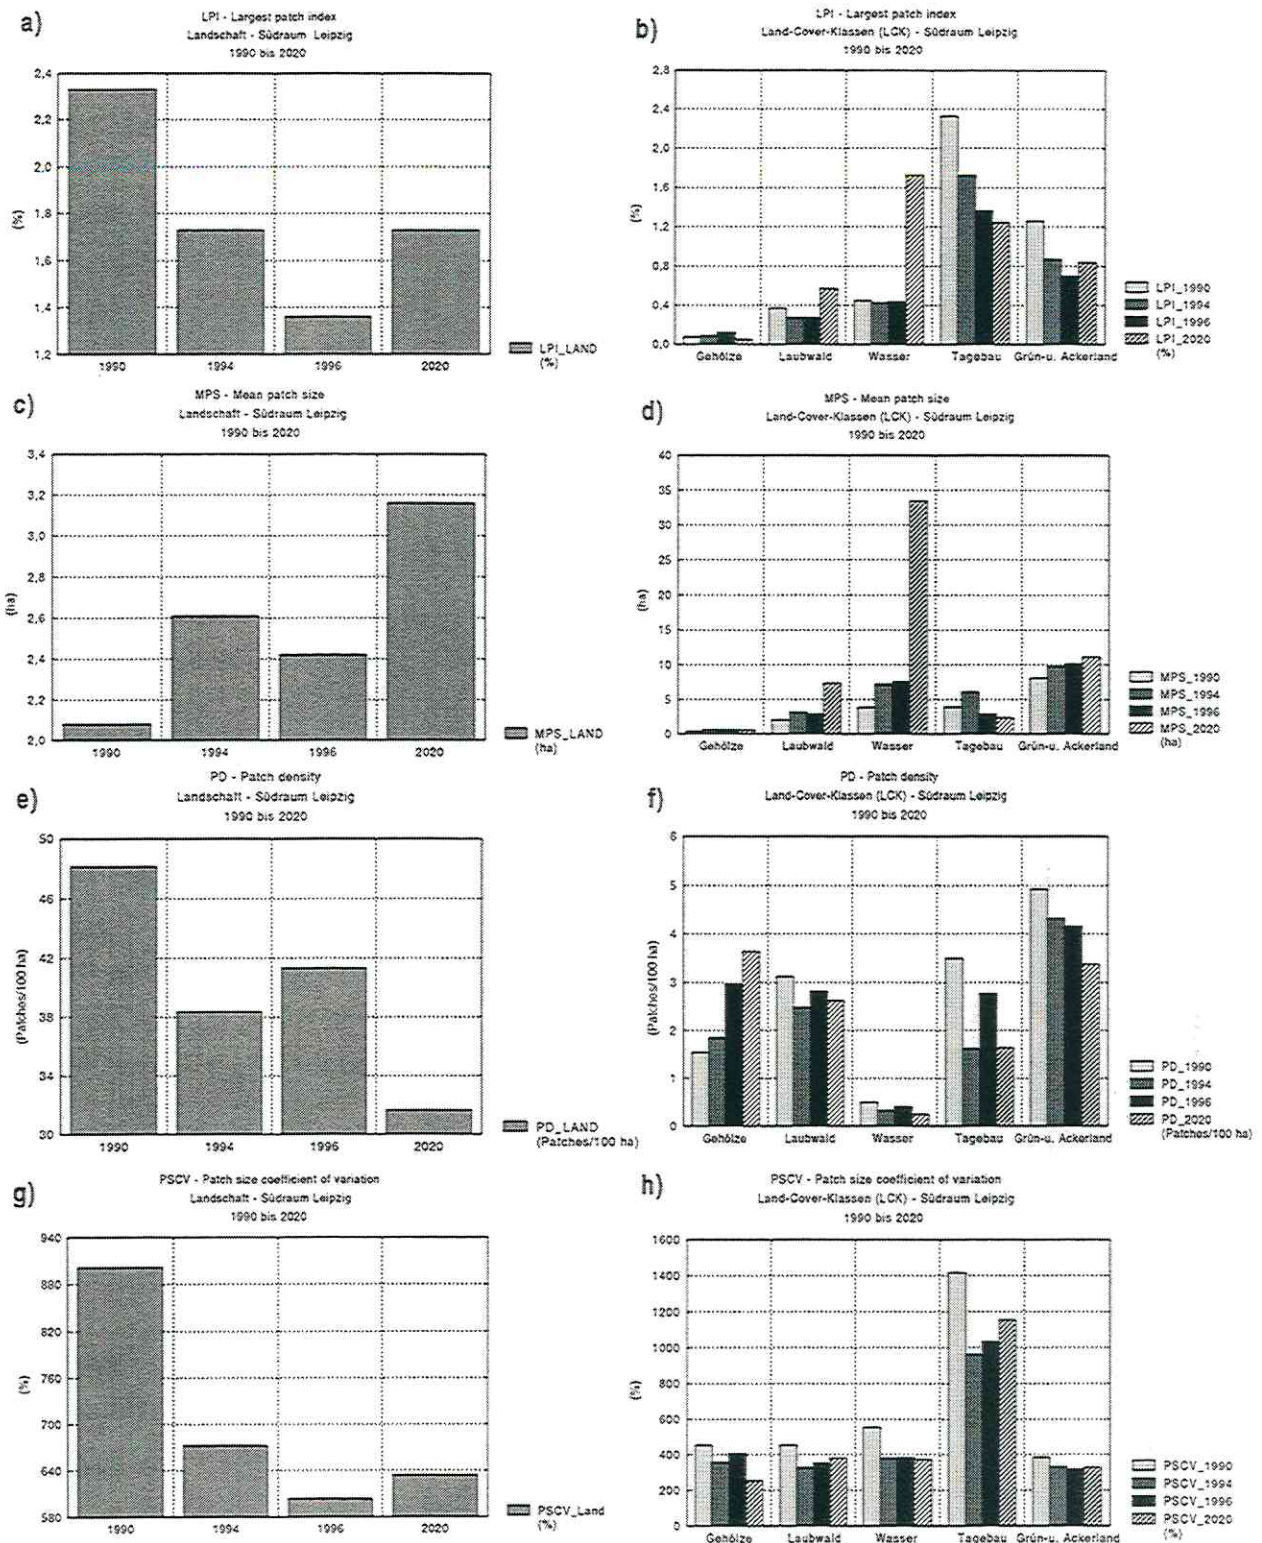 a)
LPI - Largest patch index
Landschaft - Südraum Leipzig
1990 bis 2020
2,4
2,2
2,0
1,8
1,6
1,4
1,2
(%)
1990 1994 1996 2020
LPI_LAND
(%)
b)
LPI - Largest patch index
Land-Cover-Klassen (LCK) - Südraum Leipzig
1990 bis 2020
2,8
2,4
2,0
1,6
1,2
0,8
0,4
0,0
(%)
Gehölze Laubwald Wasser Tagebau Grün-u. Ackerland
LPI_1990
LPI_1994
LPI_1996
LPI_2020
(%)
c)
MPS - Mean patch size
Landschaft - Südraum Leipzig
1990 bis 2020
3,4
3,2
3,0
2,8
2,6
2,4
2,2
2,0
(ha)
1990 1994 1996 2020
MPS_LAND
(ha)
d)
MPS - Mean patch size
Land-Cover-Klassen (LCK) - Südraum Leipzig
1990 bis 2020
40
35
30
25
20
15
10
5
0
(ha)
Gehölze Laubwald Wasser Tagebau Grün-u. Ackerland
MPS_1990
MPS_1994
MPS_1996
MPS_2020
(ha)
e)
PD - Patch density
Landschaft - Südraum Leipzig
1990 bis 2020
50
46
42
38
34
30
(Patches/100 ha)
1990 1994 1996 2020
PD_LAND
(Patches/100 ha)
f)
PD - Patch density
Land-Cover-Klassen (LCK) - Südraum Leipzig
1990 bis 2020
6
5
4
3
2
1
0
(Patches/100 ha)
Gehölze Laubwald Wasser Tagebau Grün-u. Ackerland
PD_1990
PD_1994
PD_1996
PD_2020
(Patches/100 ha)
g)
PSCV - Patch size coefficient of variation
Landschaft - Südraum Leipzig
1990 bis 2020
940
880
820
760
700
640
580
(%)
1990 1994 1996 2020
PSCV_Land
(%)
h)
PSCV - Patch size coefficient of variation
Land-Cover-Klassen (LCK) - Südraum Leipzig
1990 bis 2020
1600
1400
1200
1000
800
600
400
200
0
(%)
Gehölze Laubwald Wasser Tagebau Grün-u. Ackerland
PSCV_1990
PSCV_1994
PSCV_1996
PSCV_2020
(%)